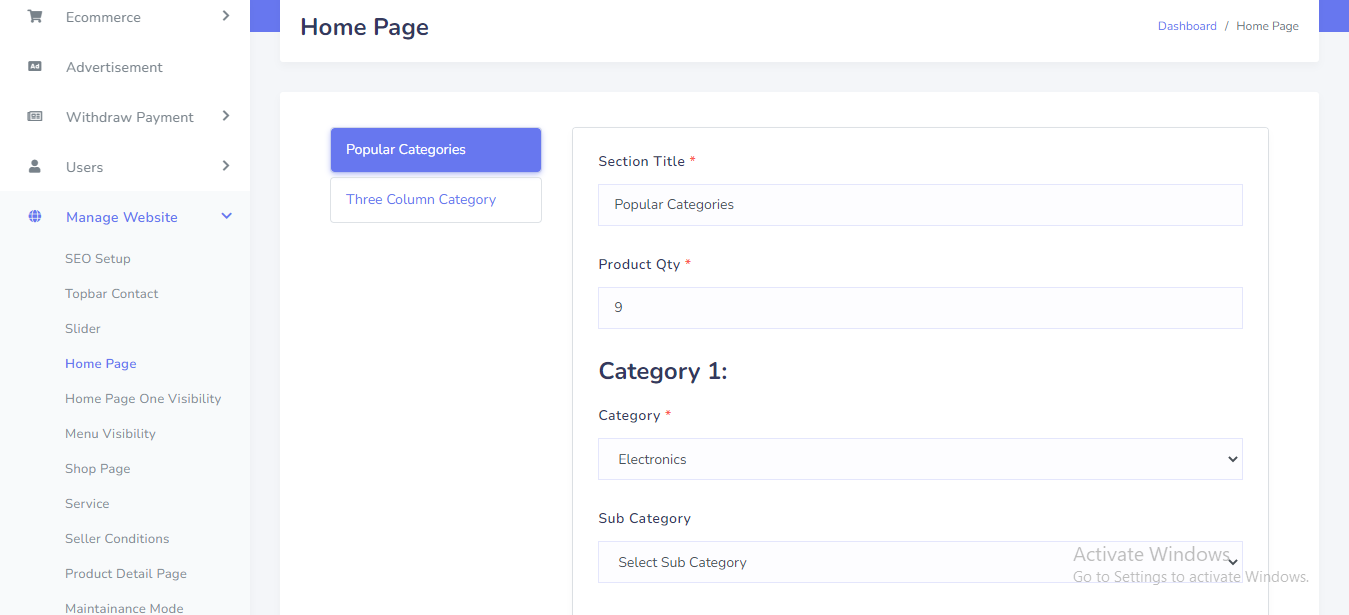 Ecommerce
Ad Advertisement
Withdraw Payment
Users
Manage Website
SEO Setup
Topbar Contact
Slider
Home Page
Home Page One Visibility
Menu Visibility
Shop Page
Service
Seller Conditions
Product Detail Page
Maintainance Mode
Home Page
Dashboard / Home Page
Popular Categories
Three Column Category
Section Title *
Popular Categories
Product Qty *
9
Category 1:
Category *
Electronics
Sub Category
Select Sub Category
Activate Windows
Go to Settings to activate Windows.